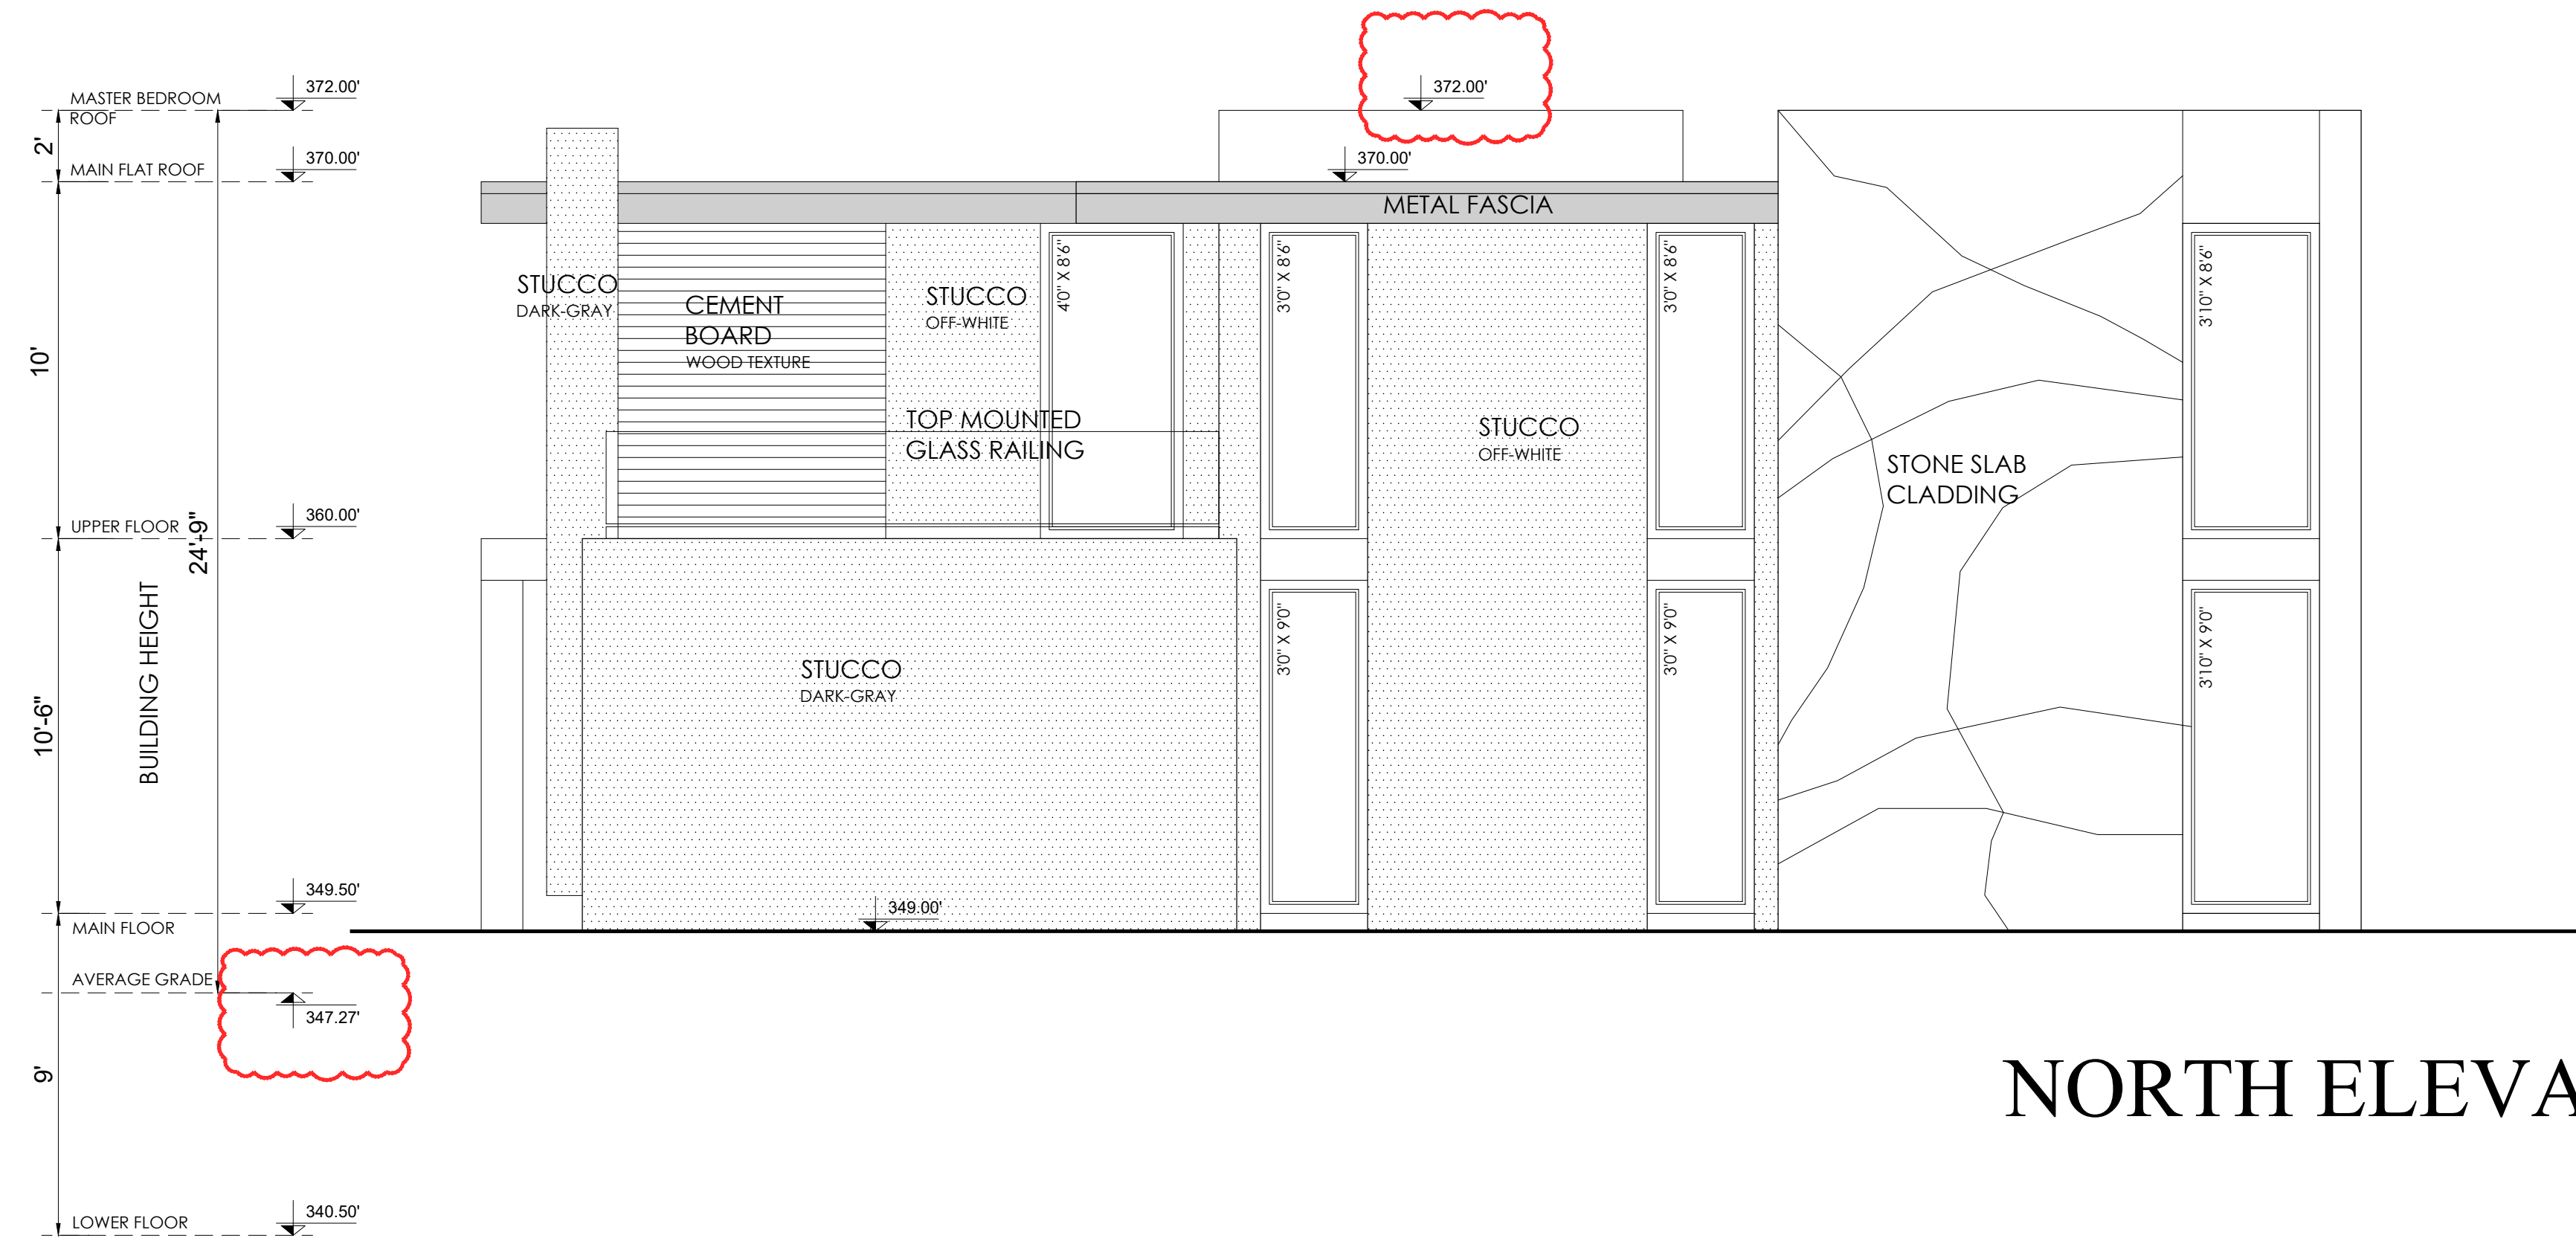 372.00'
MASTER BEDROOM
ROOF
372.00'
2'
MAIN FLAT ROOF
370.00'
370.00'
METAL FASCIA
10'
STUCCO
DARK-GRAY
CEMENT
BOARD
WOOD TEXTURE
STUCCO
OFF-WHITE
4'0" X 8'6"
3'0" X 8'6"
3'0" X 8'6"
3'10" X 8'6"
TOP MOUNTED
GLASS RAILING
STUCCO
OFF-WHITE
STONE SLAB
CLADDING
UPPER FLOOR
360.00'
24'-9"
BUILDING HEIGHT
10'-6"
STUCCO
DARK-GRAY
3'0" X 9'0"
3'0" X 9'0"
3'10" X 9'0"
349.50'
349.00'
MAIN FLOOR
AVERAGE GRADE
347.27'
9'
NORTH ELEVA
LOWER FLOOR
340.50'